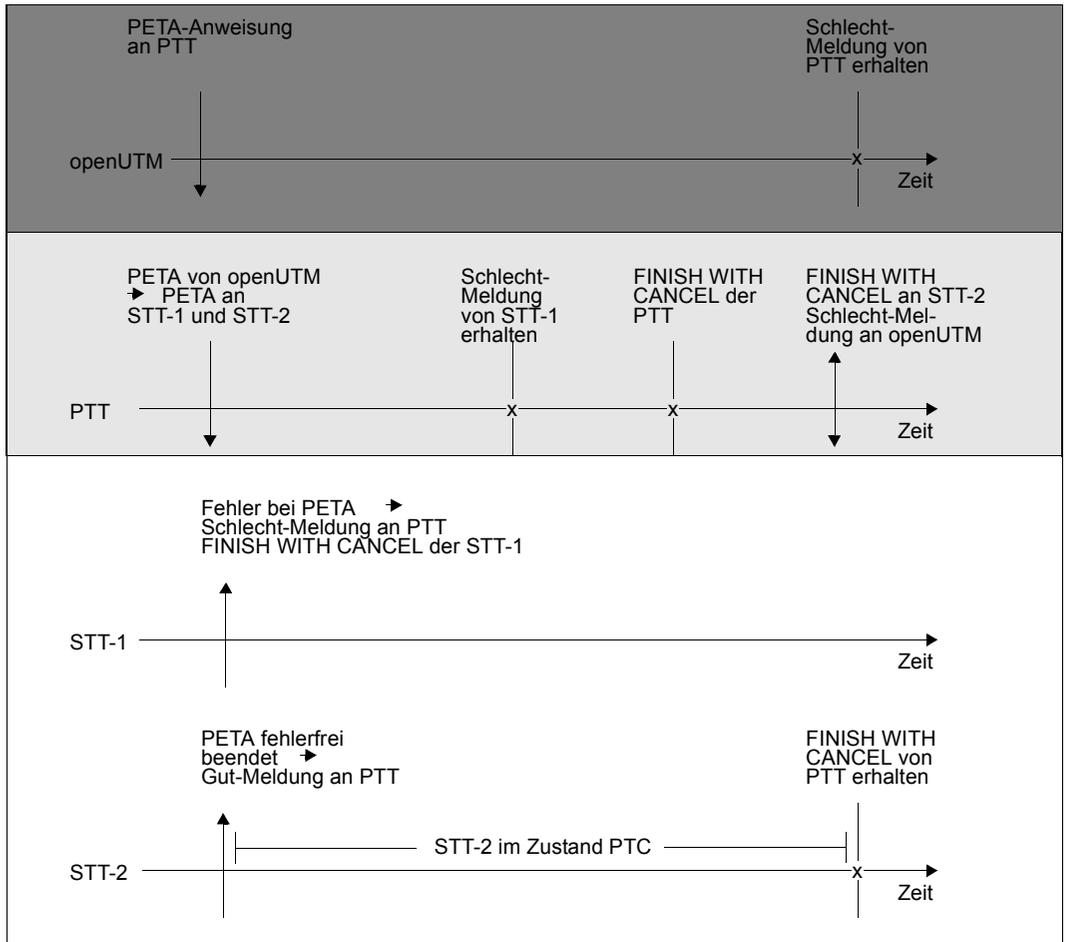 PETA-Anweisung
an PTT
Schlecht-
Meldung von
PTT erhalten
openUTM
x
Zeit
PETA von openUTM
PETA an
STT-1 und STT-2
Schlecht-
Meldung
von STT-1
erhalten
FINISH WITH
CANCEL der
PTT
FINISH WITH
CANCEL an STT-2
Schlecht-Mel-
dung an openUTM
PTT
x
x
Zeit
Fehler bei PETA
Schlecht-Meldung an PTT
FINISH WITH CANCEL der STT-1
STT-1
Zeit
PETA fehlerfrei
beendet
Gut-Meldung an PTT
FINISH WITH
CANCEL von
PTT erhalten
STT-2 im Zustand PTC
STT-2
x
Zeit